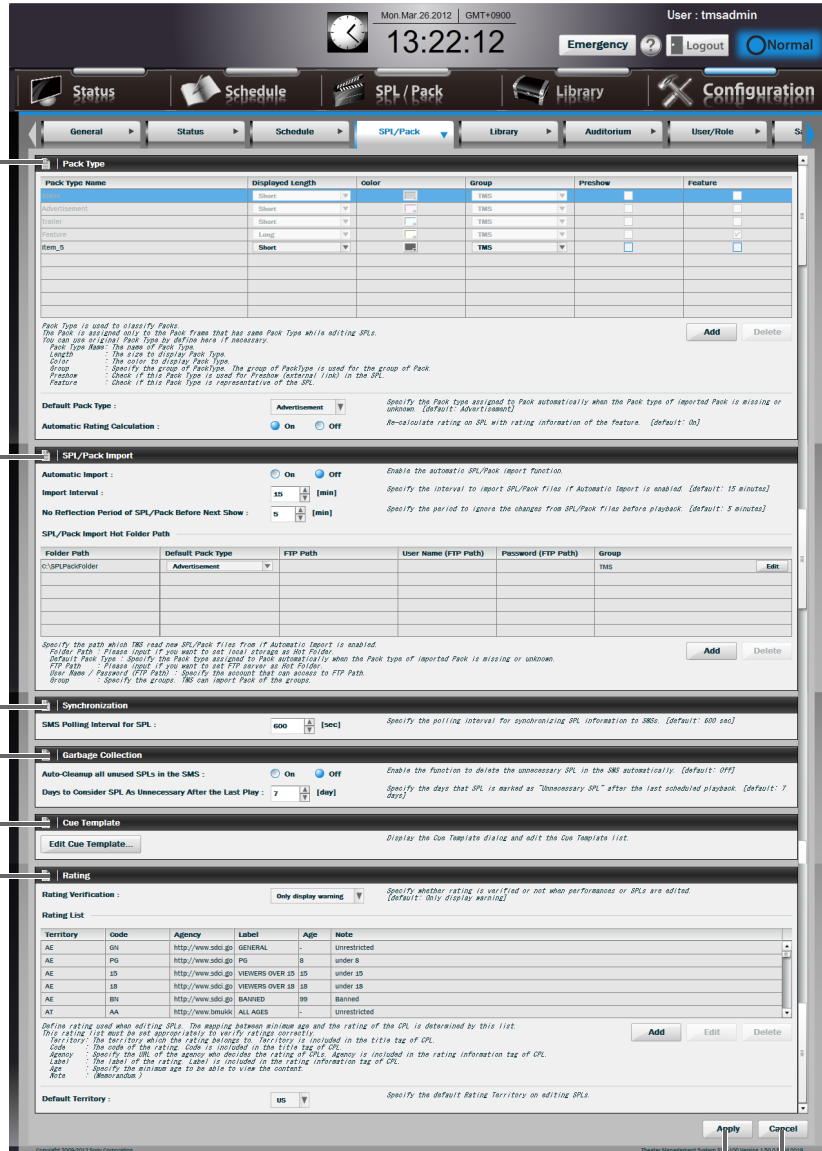 Mon.Mar.26.2012 GMT+0900
User : tmsadmin
13:22:12
Emergency ? Logout Normal
Status Schedule SPL / Pack Library Configuration
General Status Schedule SPL/Pack Library Auditorium User/Role
Pack Type
Pack Type Name Displayed Length Color Group Preshow Feature
Short TMS
Advertisement Short TMS
Trailer Short TMS
Feature Long TMS
item_5 Short TMS
Pack Type is used to classify Packs.
The Pack is assigned only to the Pack frame that has same Pack Type while editing SPLs.
You can use original Pack Type by define here if necessary.
Pack Type Name: The name of Pack Type.
Length : The size to display Pack Type.
Color : The color to display Pack Type.
Group : Specify the group of PackType. The group of PackType is used for the group of Pack.
Preshow : Check if this Pack Type is used for Preshow (external link) in the SPL.
Feature : Check if this Pack Type is representative of the SPL.
Add Delete
Default Pack Type : Advertisement Specify the Pack type assigned to Pack automatically when the Pack type of imported Pack is missing or
unknown. [default: Advertisement]
Automatic Rating Calculation : On Off Re-calculate rating on SPL with rating information of the feature. [default: On]
SPL/Pack Import
Automatic Import : On Off Enable the automatic SPL/Pack import function.
Import Interval : 15 [min] Specify the interval to import SPL/Pack files if Automatic Import is enabled. [default: 15 minutes]
No Reflection Period of SPL/Pack Before Next Show : 5 [min] Specify the period to ignore the changes from SPL/Pack files before playback. [default: 5 minutes]
SPL/Pack Import Hot Folder Path
Folder Path Default Pack Type FTP Path User Name (FTP Path) Password (FTP Path) Group
C:\SPLPackFolder Advertisement TMS Edit
Specify the path which TMS read new SPL/Pack files from if Automatic Import is enabled.
Folder Path : Please input if you want to set local storage as Hot Folder.
Default Pack Type : Specify the Pack type assigned to Pack automatically when the Pack type of imported Pack is missing or unknown.
FTP Path : Please input if you want to set FTP server as Hot Folder.
User Name / Password (FTP Path) : Specify the account that can access to FTP Path.
Group : Specify the groups. TMS can import Pack of the groups.
Add Delete
Synchronization
SMS Polling Interval for SPL : 600 [sec] Specify the polling interval for synchronizing SPL information to SMSs. [default: 600 sec]
Garbage Collection
Auto-Cleanup all unused SPLs in the SMS : On Off Enable the function to delete the unnecessary SPL in the SMS automatically. [default: Off]
Days to Consider SPL As Unnecessary After the Last Play : 7 [day] Specify the days that SPL is marked as "Unnecessary SPL" after the last scheduled playback. [default: 7
days]
Cue Template
Edit Cue Template... Display the Cue Template dialog and edit the Cue Template list.
Rating
Rating Verification : Only display warning Specify whether rating is verified or not when performances or SPLs are edited.
[default: Only display warning]
Rating List
Territory Code Agency Label Age Note
AE GN http://www.sdci.go GENERAL - Unrestricted
AE PG http://www.sdci.go PG 8 under 8
AE 15 http://www.sdci.go VIEWERS OVER 15 15 under 15
AE 18 http://www.sdci.go VIEWERS OVER 18 18 under 18
AE BN http://www.sdci.go BANNED 99 Banned
AT AA http://www.bmukk ALL AGES - Unrestricted
Define rating used when editing SPLs. The mapping between minimum age and the rating of the CPL is determined by this list.
This rating list must be set appropriately to verify ratings correctly.
Territory: The territory which the rating belongs to. Territory is included in the title tag of CPL.
Code : The code of the rating. Code is included in the title tag of CPL.
Agency : Specify the URL of the agency who decides the rating of CPLs. Agency is included in the rating information tag of CPL.
Label : The label of the rating. Label is included in the rating information tag of CPL.
Age : Specify the minimum age to be able to view the content.
Note : (Memorandum.)
Add Edit Delete
Default Territory : US Specify the default Rating Territory on editing SPLs.
Apply Cancel
Copyright 2009-2012 Sony Corporation
Theater Management System